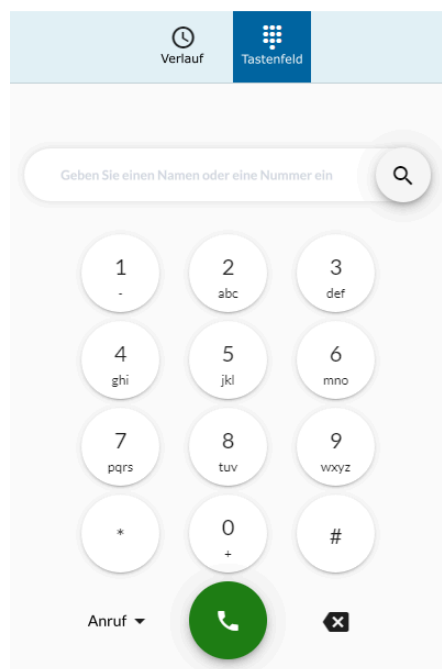 Verlauf
Tastenfeld
Geben Sie einen Namen oder eine Nummer ein
1 2 3
- abc def
4 5 6
ghi jkl mno
7 8 9
pqrs tuv wxyz
* 0 #
+
Anruf